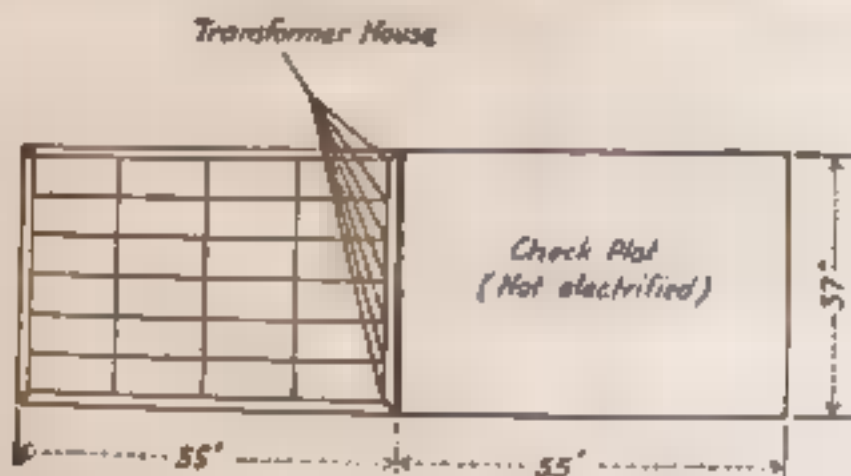 Transformer House
Check Plot
(Not electrified)
37'
55'
55'